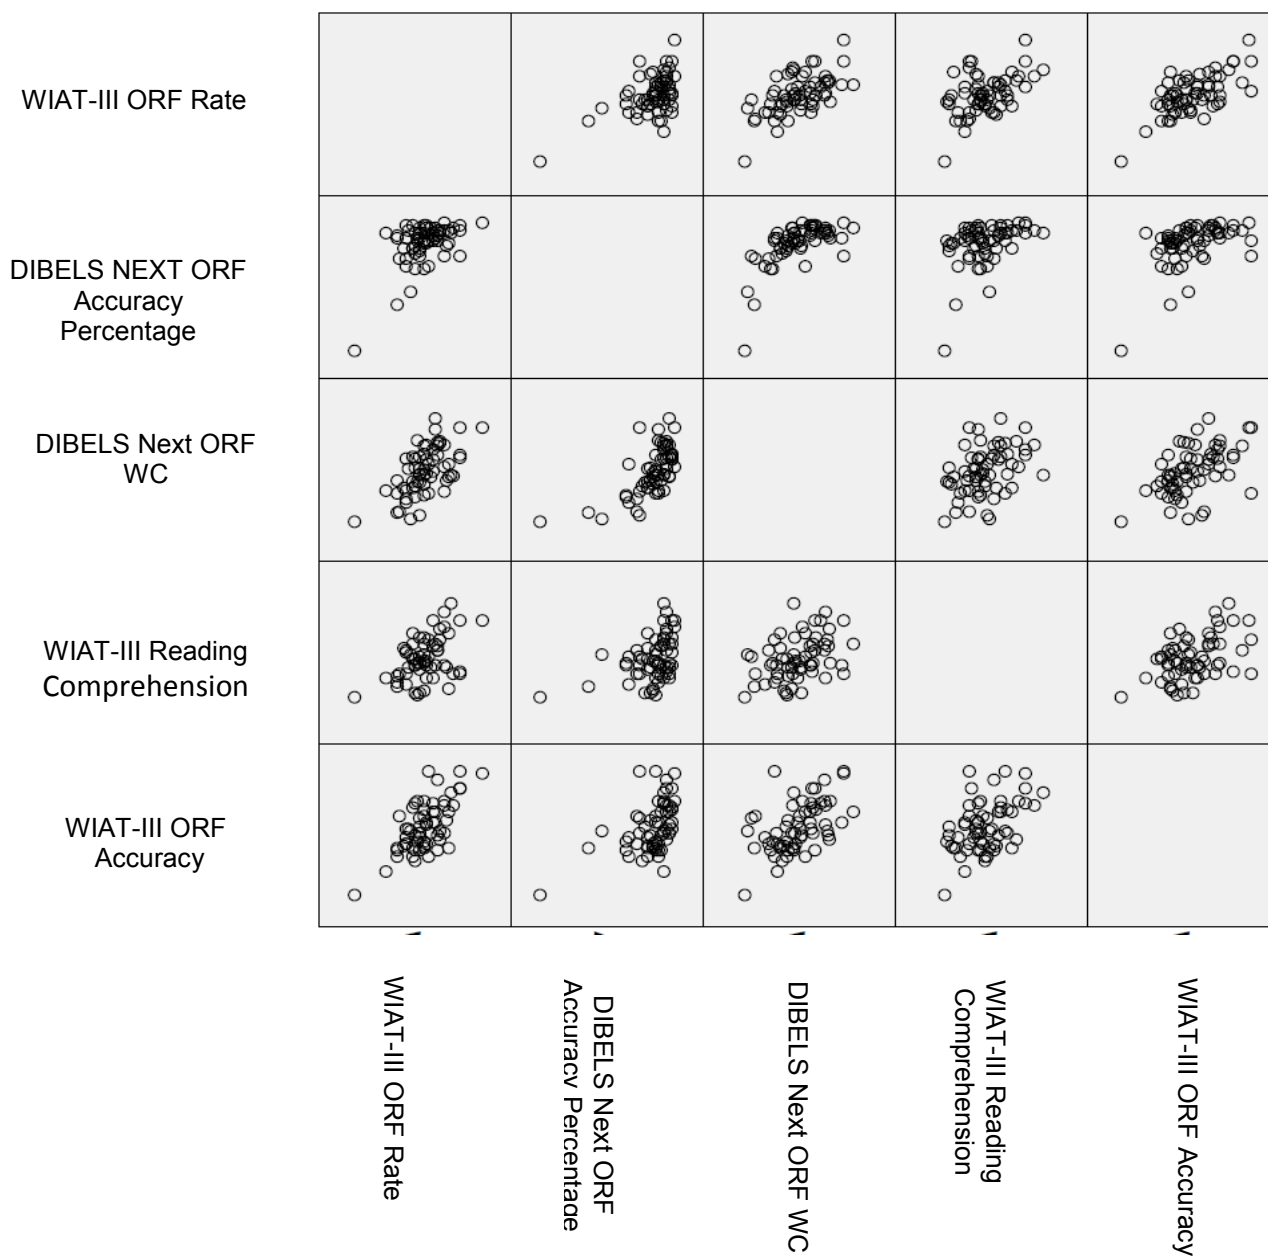 WIAT-III ORF Rate
DIBELS NEXT ORF
Accuracy
Percentage
DIBELS Next ORF
WC
WIAT-III Reading
Comprehension
WIAT-III ORF
Accuracy
WIAT-III ORF Rate
DIBELS Next ORF
Accuracy Percentage
DIBELS Next ORF WC
WIAT-III Reading
Comprehension
WIAT-III ORF Accuracy